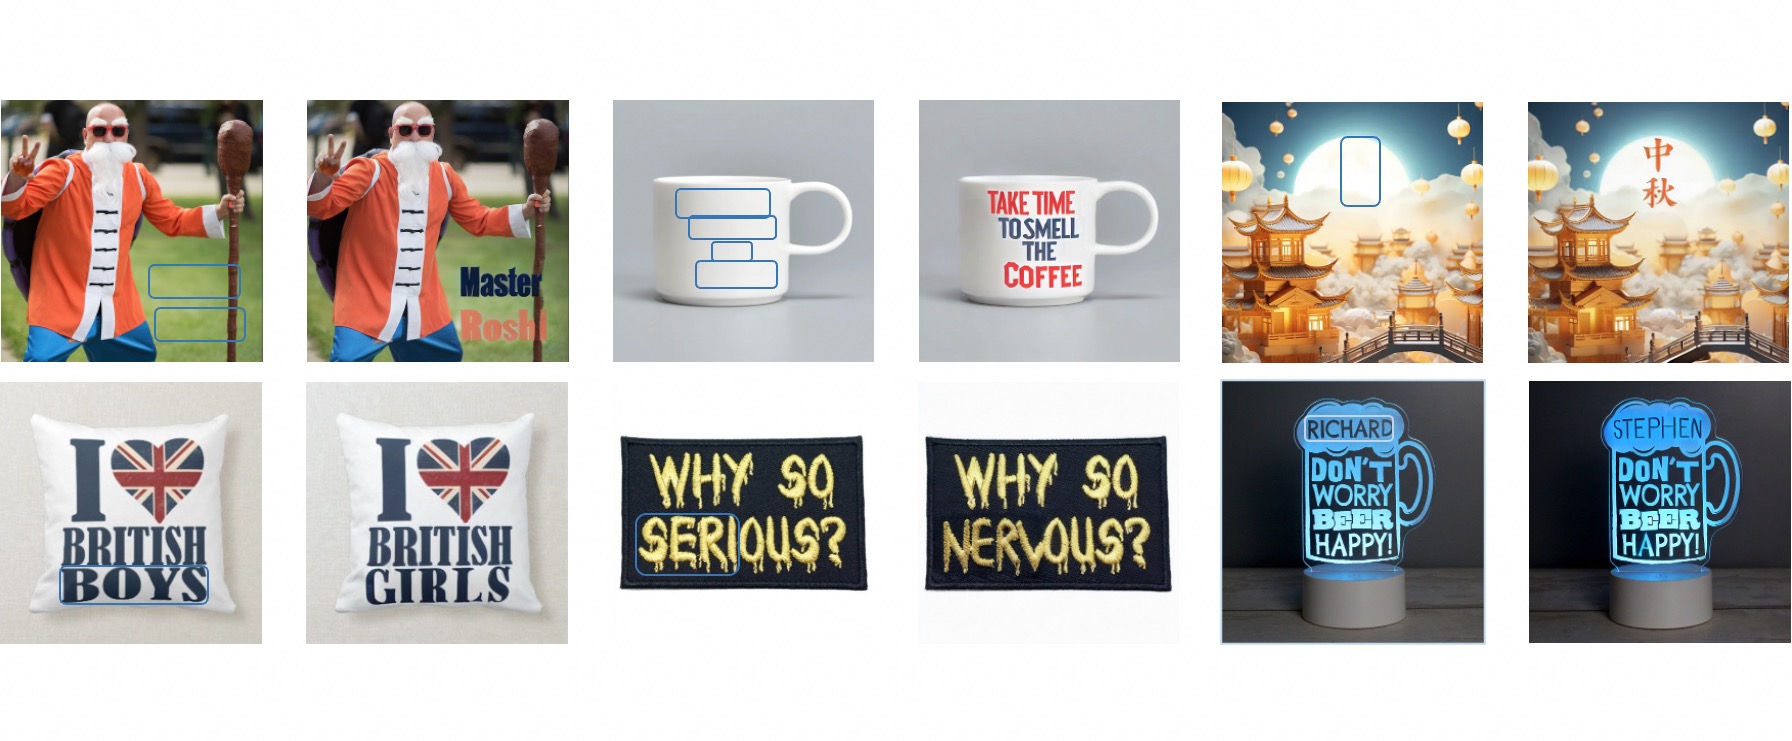 Master
Roshi
TAKE TIME
TO SMELL
THE
COFFEE
中
秋
I
BRITISH
BOYS
I
BRITISH
GIRLS
WHY SO
SERIOUS?
WHY SO
NERVOUS?
RICHARD
DON'T
WORRY
BEER
HAPPY!
STEPHEN
DON'T
WORRY
BEER
HAPPY!